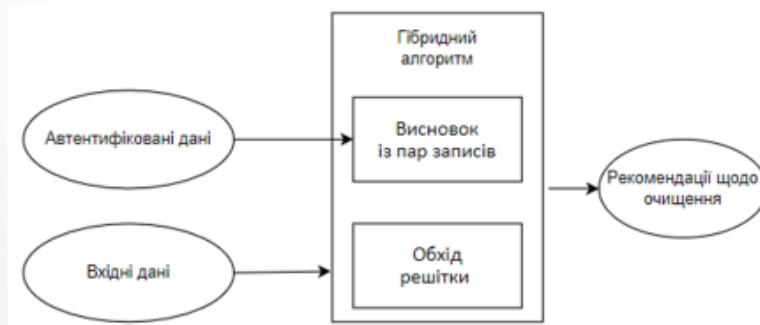 Гібридний
алгоритм
Автентифіковані дані
Висновок
із пар записів
Рекомендації щодо
очищення
Вхідні дані
Обхід
решітки